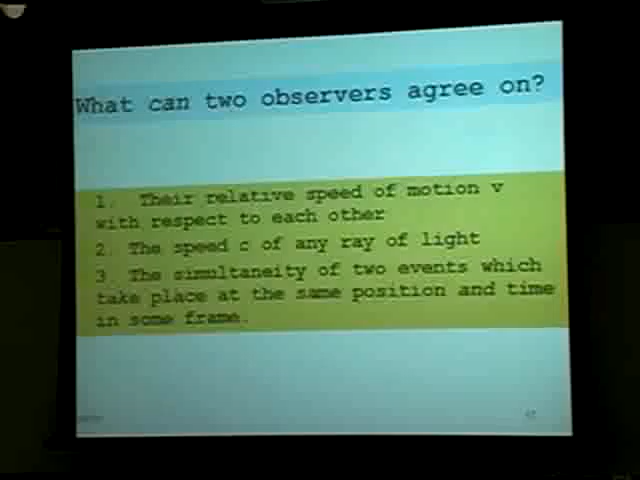 What can two observers agree on?
1. Their relative speed of motion v
with respect to each other
2. The speed c of any ray of light
3. The simultaneity of two events which
take place at the same position and time
in some frame.